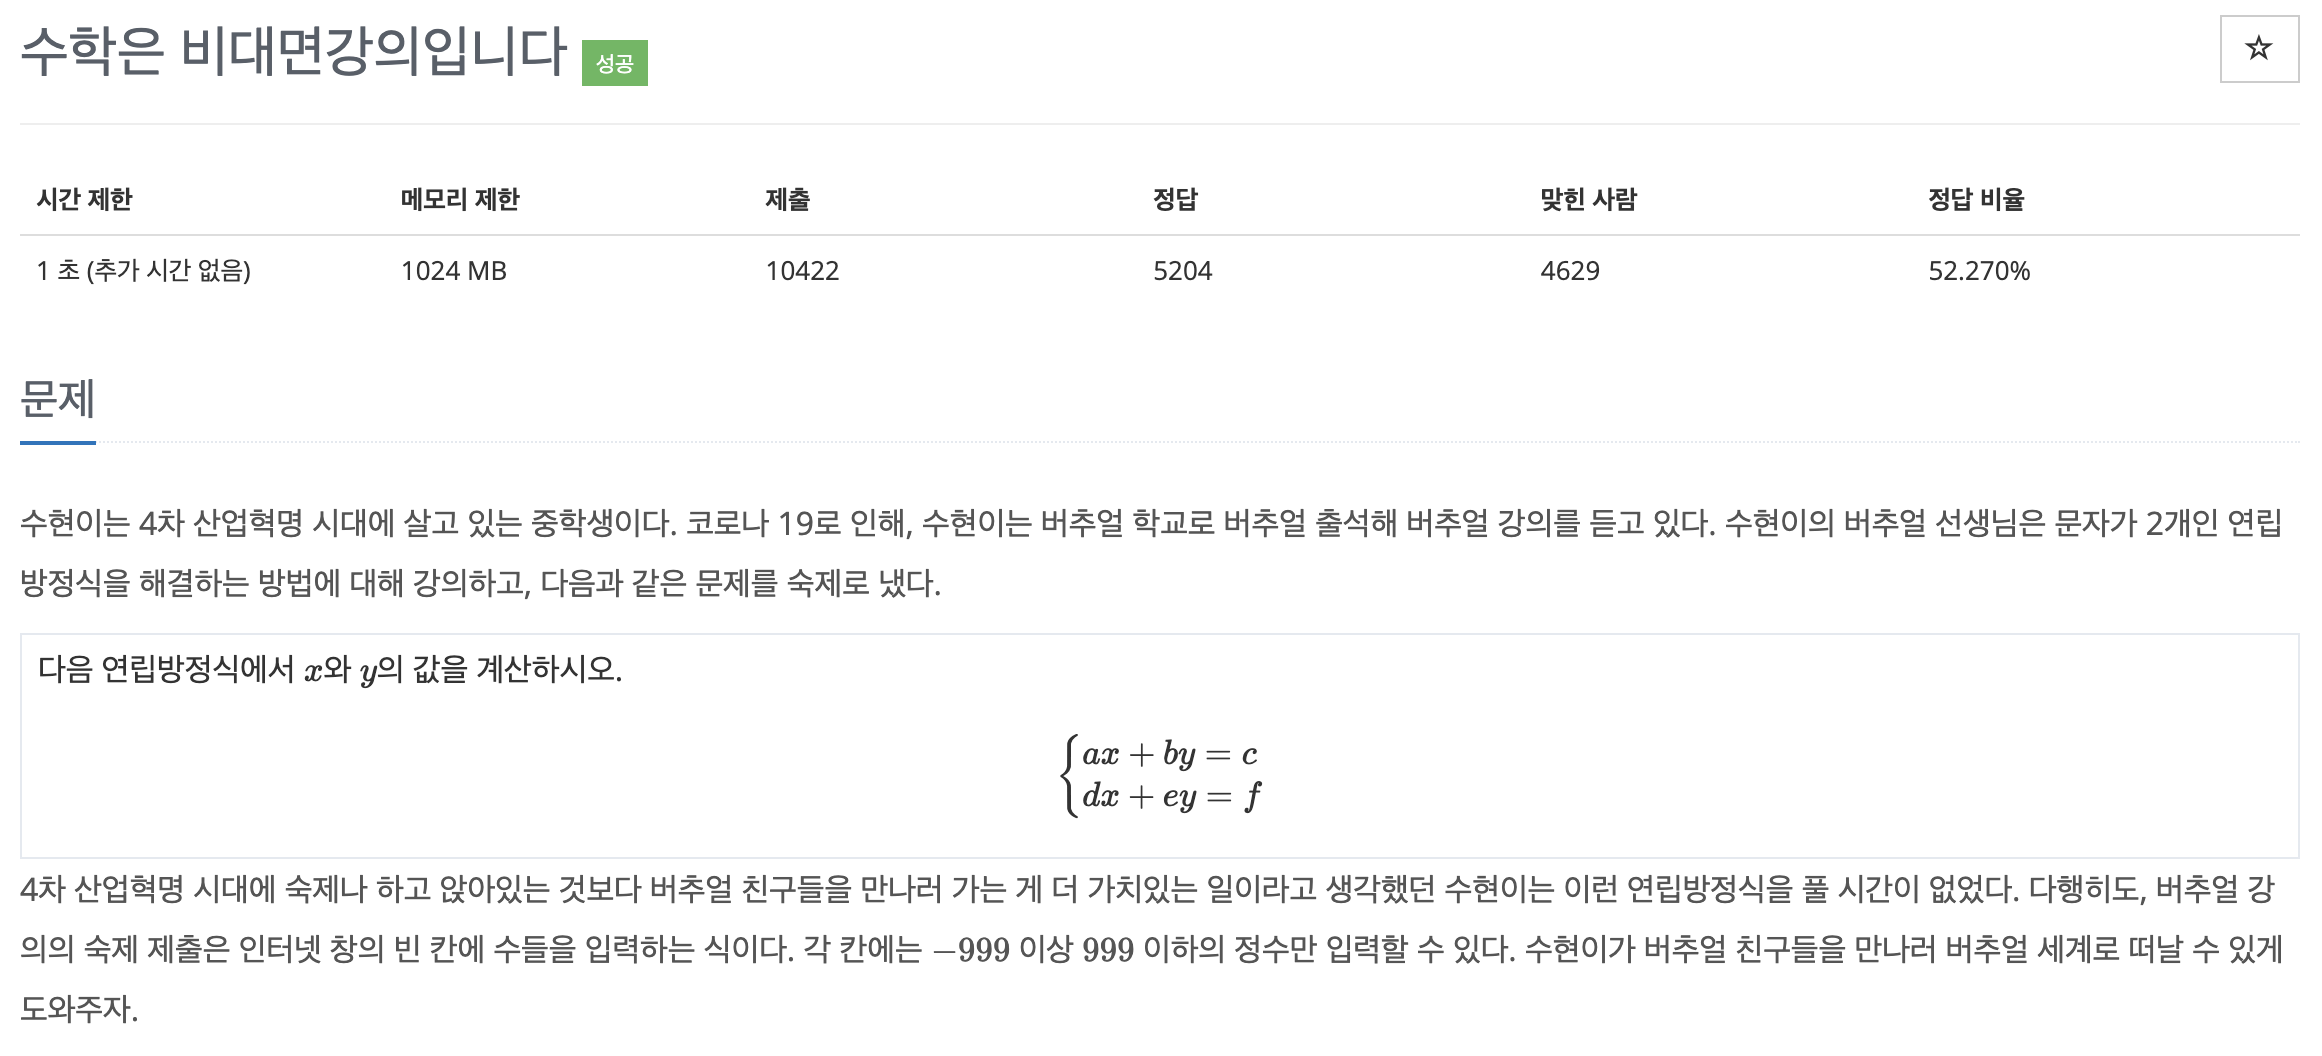 수학은 비대면강의입니다 성공
☆
시간 제한 메모리 제한 제출 정답 맞힌 사람 정답 비율
1 초 (추가 시간 없음) 1024 MB 10422 5204 4629 52.270%
문제
수현이는 4차 산업혁명 시대에 살고 있는 중학생이다. 코로나 19로 인해, 수현이는 버추얼 학교로 버추얼 출석해 버추얼 강의를 듣고 있다. 수현이의 버추얼 선생님은 문자가 2개인 연립
방정식을 해결하는 방법에 대해 강의하고, 다음과 같은 문제를 숙제로 냈다.
다음 연립방정식에서 x와 y의 값을 계산하시오.
ax + by = c
dx + ey = f
4차 산업혁명 시대에 숙제나 하고 앉아있는 것보다 버추얼 친구들을 만나러 가는 게 더 가치있는 일이라고 생각했던 수현이는 이런 연립방정식을 풀 시간이 없었다. 다행히도, 버추얼 강
의의 숙제 제출은 인터넷 창의 빈 칸에 수들을 입력하는 식이다. 각 칸에는 −999 이상 999 이하의 정수만 입력할 수 있다. 수현이가 버추얼 친구들을 만나러 버추얼 세계로 떠날 수 있게
도와주자.